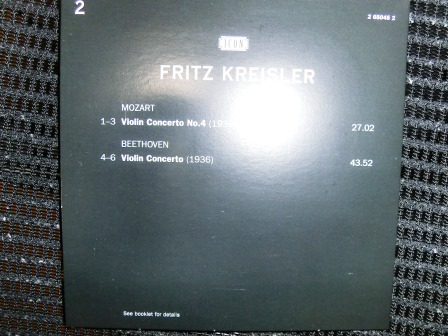 2
2 65048 2
ICON
FRITZ KREISLER
MOZART
1–3 Violin Concerto No.4
27.02
BEETHOVEN
4–6 Violin Concerto (1936)
43.52
See booklet for details